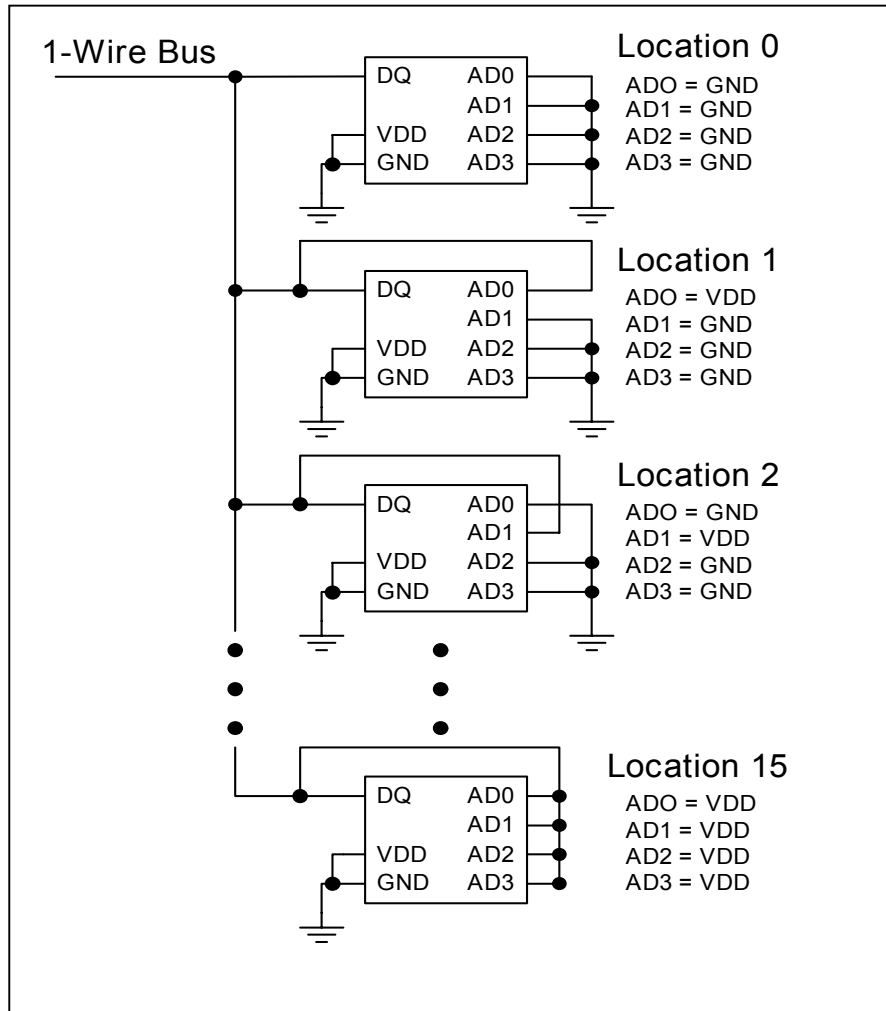 1-Wire Bus
DQ AD0
AD1
VDD AD2
GND AD3
Location 0
ADO = GND
AD1 = GND
AD2 = GND
AD3 = GND
DQ AD0
AD1
VDD AD2
GND AD3
Location 1
ADO = VDD
AD1 = GND
AD2 = GND
AD3 = GND
DQ AD0
AD1
VDD AD2
GND AD3
Location 2
ADO = GND
AD1 = VDD
AD2 = GND
AD3 = GND
DQ AD0
AD1
VDD AD2
GND AD3
Location 15
ADO = VDD
AD1 = VDD
AD2 = VDD
AD3 = VDD